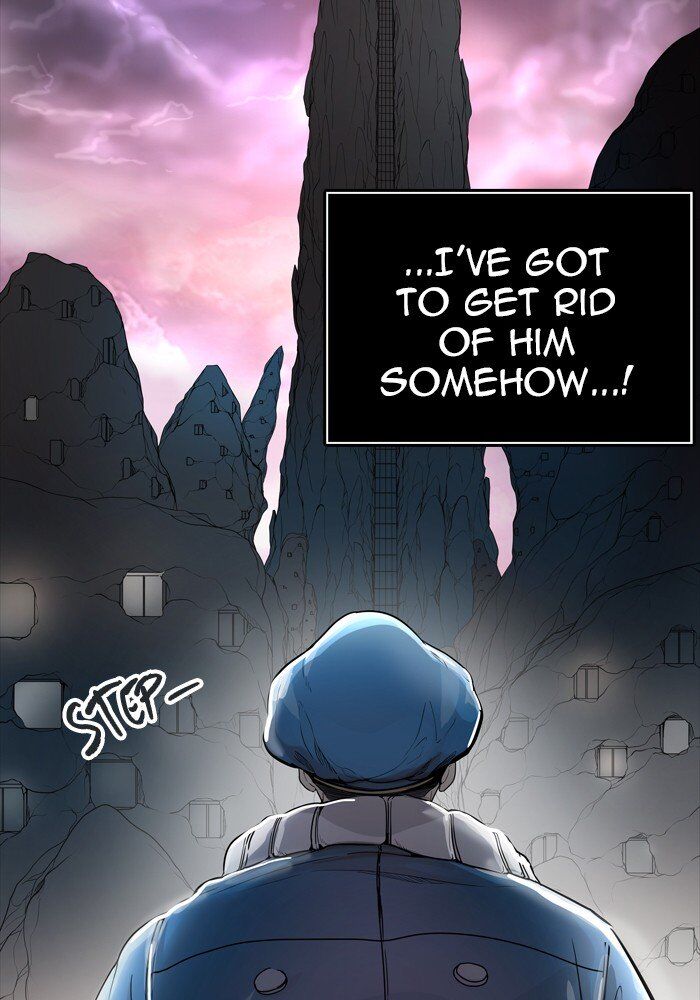 ...I'VE GOT
TO GET RID
OF HIM
SOMEHOW...!
STEP-